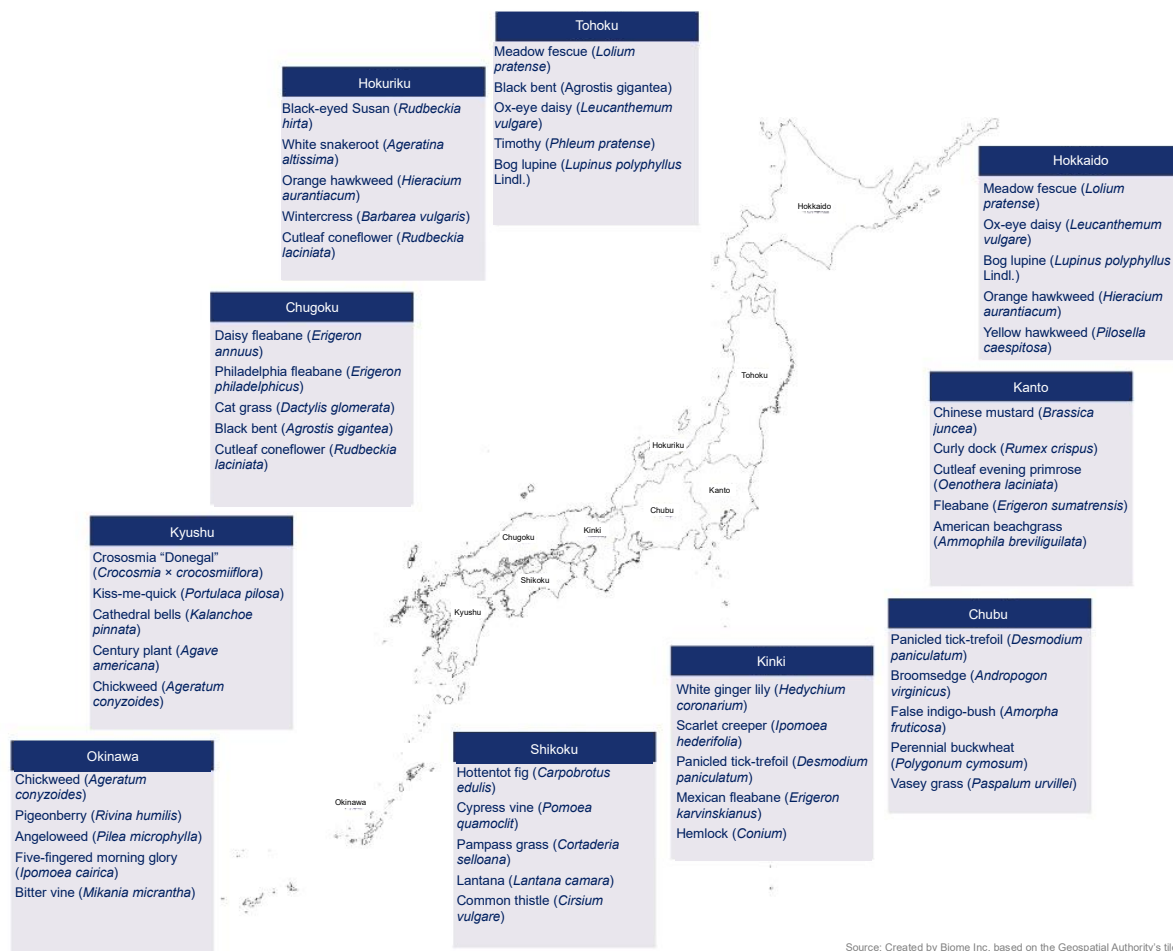 Tohoku
Meadow fescue (Lolium
pratense)
Black bent (Agrostis gigantea)
Ox-eye daisy (Leucanthemum
vulgare)
Timothy (Phleum pratense)
Bog lupine (Lupinus polyphyllus
Lindl.)
Hokuriku
Black-eyed Susan (Rudbeckia
hirta)
White snakeroot (Ageratina
altissima)
Orange hawkweed (Hieracium
aurantiacum)
Wintercress (Barbarea vulgaris)
Cutleaf coneflower (Rudbeckia
laciniata)
Hokkaido
Meadow fescue (Lolium
pratense)
Ox-eye daisy (Leucanthemum
vulgare)
Bog lupine (Lupinus polyphyllus
Lindl.)
Orange hawkweed (Hieracium
aurantiacum)
Yellow hawkweed (Pilosella
caespitosa)
Chugoku
Daisy fleabane (Erigeron
annuus)
Philadelphia fleabane (Erigeron
philadelphicus)
Cat grass (Dactylis glomerata)
Black bent (Agrostis gigantea)
Cutleaf coneflower (Rudbeckia
laciniata)
Kanto
Chinese mustard (Brassica
juncea)
Curly dock (Rumex crispus)
Cutleaf evening primrose
(Oenothera laciniata)
Fleabane (Erigeron sumatrensis)
American beachgrass
(Ammophila breviligulata)
Kyushu
Crososmia “Donegal”
(Crocosmia × crocosmiiflora)
Kiss-me-quick (Portulaca pilosa)
Cathedral bells (Kalanchoe
pinnata)
Century plant (Agave
americana)
Chickweed (Ageratum
conyzoides)
Chubu
Panicled tick-trefoil (Desmodium
paniculatum)
Broomsedge (Andropogon
virginicus)
False indigo-bush (Amorpha
fruticosa)
Perennial buckwheat
(Polygonum cymosum)
Vasey grass (Paspalum urvillei)
Kinki
White ginger lily (Hedychium
coronarium)
Scarlet creeper (Ipomoea
hederifolia)
Panicled tick-trefoil (Desmodium
paniculatum)
Mexican fleabane (Erigeron
karvinskianus)
Hemlock (Conium)
Shikoku
Hottentot fig (Carpobrotus
edulis)
Cypress vine (Pomoea
quamoclit)
Pampass grass (Cortaderia
selloana)
Lantana (Lantana camara)
Common thistle (Cirsium
vulgare)
Okinawa
Chickweed (Ageratum
conyzoides)
Pigeonberry (Rivina humilis)
Angeloweed (Pilea microphylla)
Five-fingered morning glory
(Ipomoea cairica)
Bitter vine (Mikania micrantha)
Hokkaido
Tohoku
Hokuriku
Kanto
Chubu
Kinki
Chugoku
Shikoku
Kyushu
Okinawa
Source: Created by Biome Inc. based on the Geospatial Authority's